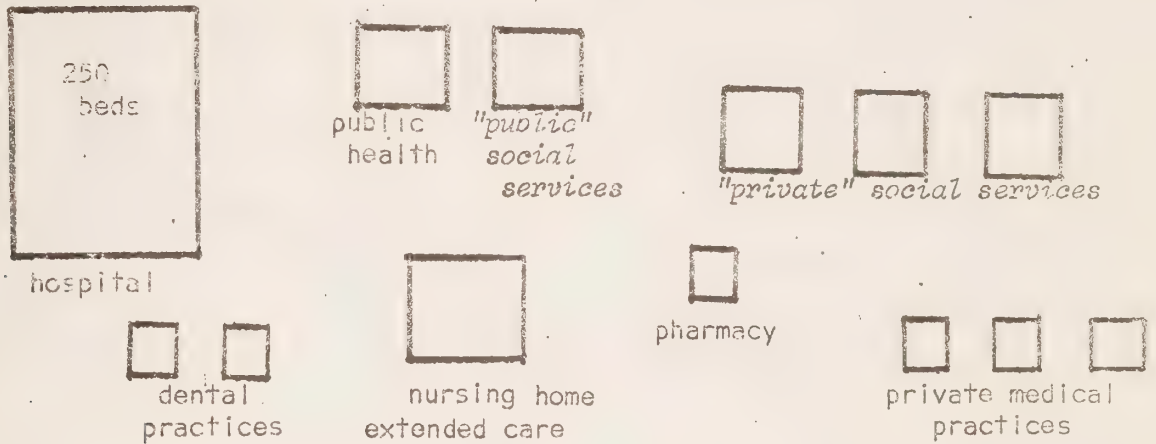 250
beds
hospital
public
health
"public"
social
services
"private" social services
dental
practices
nursing home
extended care
pharmacy
private medical
practices